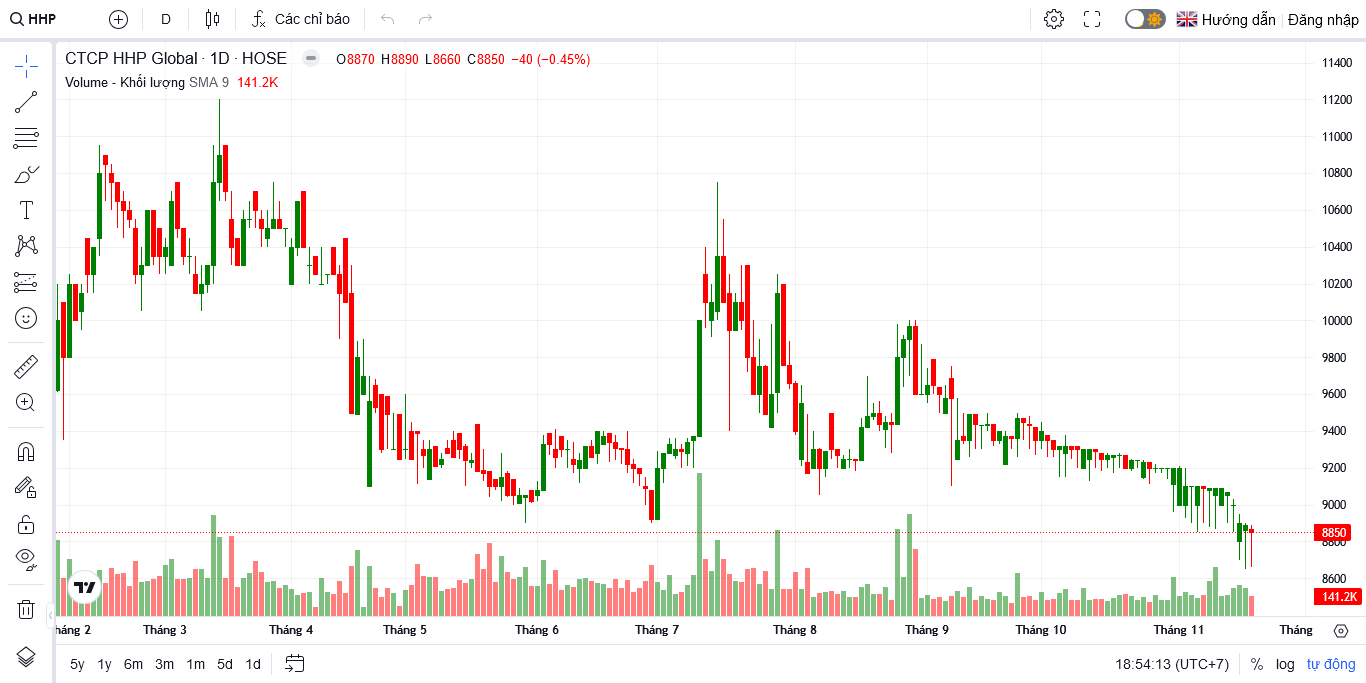 HHP D Các chỉ báo Hướng dẫn Đăng nhập
CTCP HHP Global · 1D · HOSE O8870 H8890 L8660 C8850 −40 (−0.45%)
Volume - Khối lượng SMA 9 141.2K
11400
11200
11000
10800
10600
10400
10200
10000
9800
9600
9400
9200
9000
8850
8800
8600
141.2K
háng 2 Tháng 3 Tháng 4 Tháng 5 Tháng 6 Tháng 7 Tháng 8 Tháng 9 Tháng 10 Tháng 11 Tháng
5y 1y 6m 3m 1m 5d 1d 18:54:13 (UTC+7) % log tự động